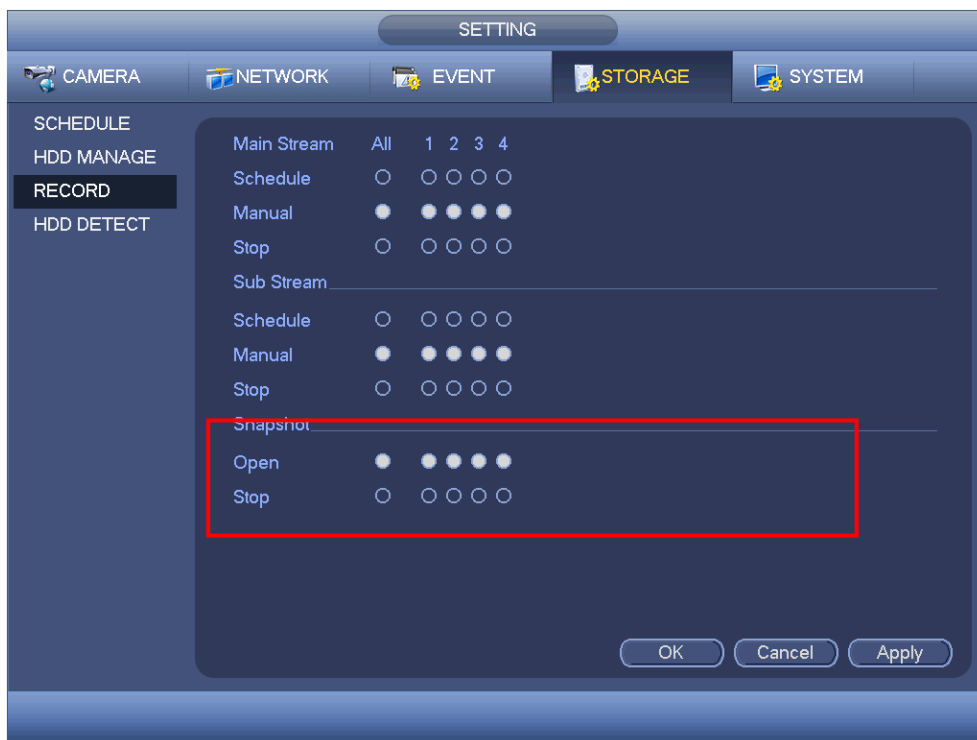 SETTING
CAMERA NETWORK EVENT STORAGE SYSTEM
SCHEDULE
HDD MANAGE
RECORD
HDD DETECT
Main Stream All 1 2 3 4
Schedule
Manual
Stop
Sub Stream
Schedule
Manual
Stop
Snapshot
Open
Stop
OK Cancel Apply